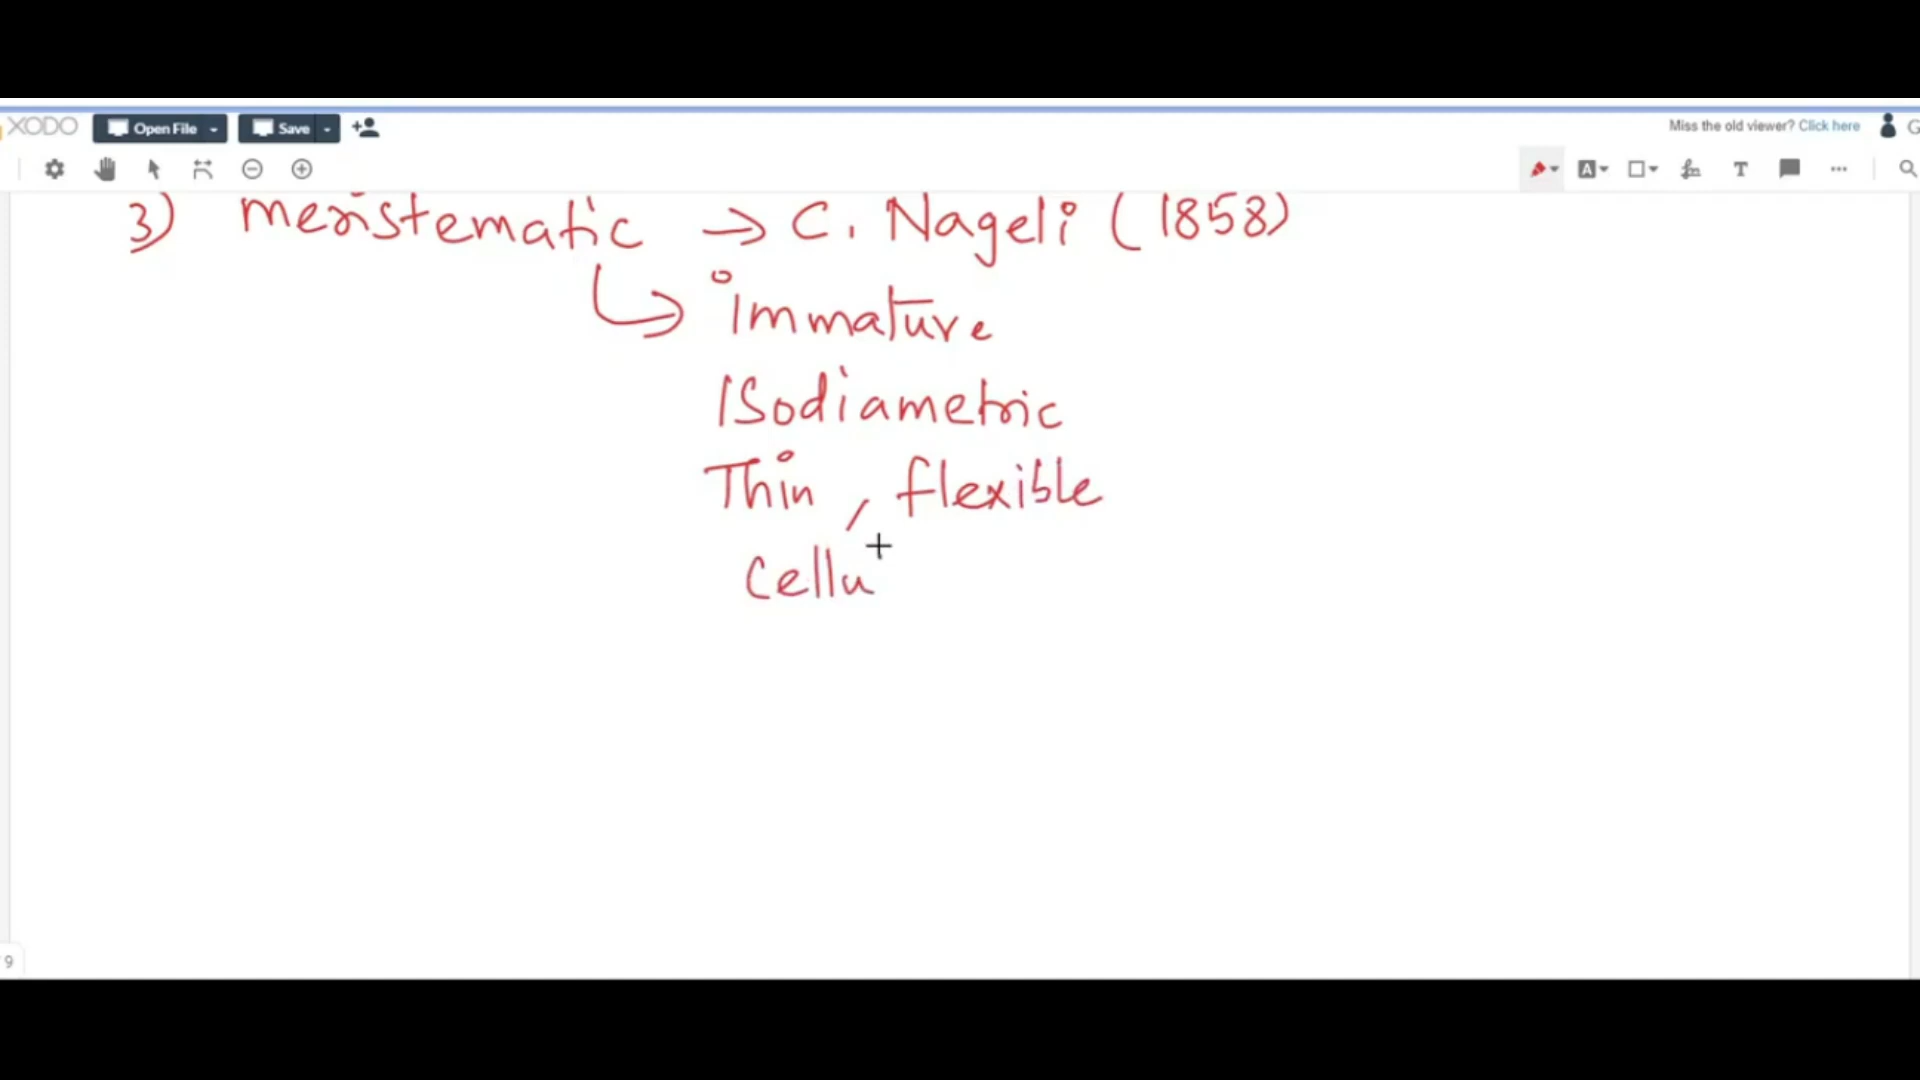 XODO Open File Save Miss the old viewer? Click here G
A T
3) meristematic → C. Nageli (1858)
immature
Isodiametric
Thin, flexible
Cellu
9